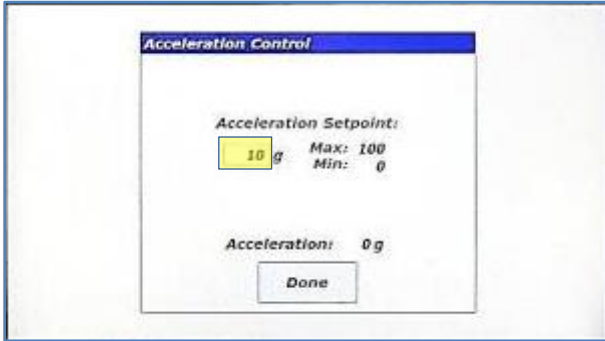 Acceleration Control
Acceleration Setpoint:
10 g Max: 100
Min: 0
Acceleration: 0 g
Done